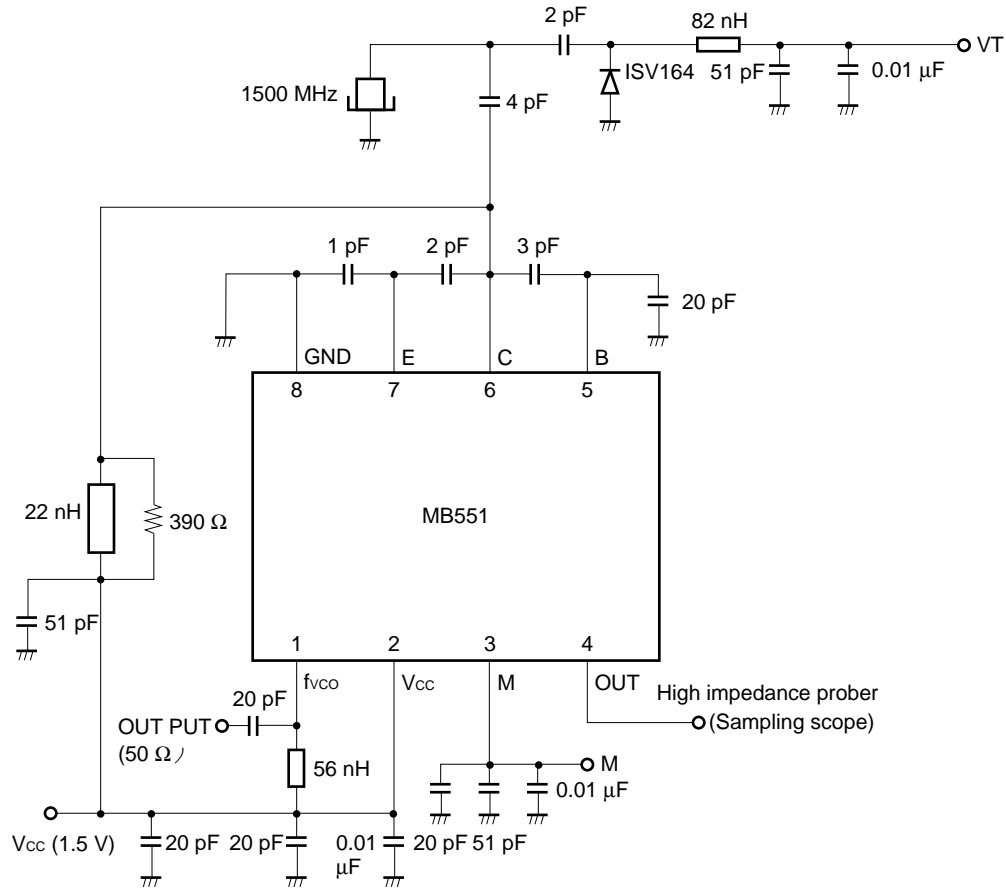 2 pF
82 nH
VT
ISV164
51 pF
0.01 µF
1500 MHz
4 pF
1 pF
2 pF
3 pF
20 pF
GND
E
C
B
8
7
6
5
22 nH
390 Ω
MB551
51 pF
1
2
3
4
fVCO
VCC
M
OUT
20 pF
High impedance prober
(Sampling scope)
OUT PUT
(50 Ω)
56 nH
M
0.01 µF
VCC (1.5 V)
20 pF
20 pF
0.01
µF
20 pF
51 pF